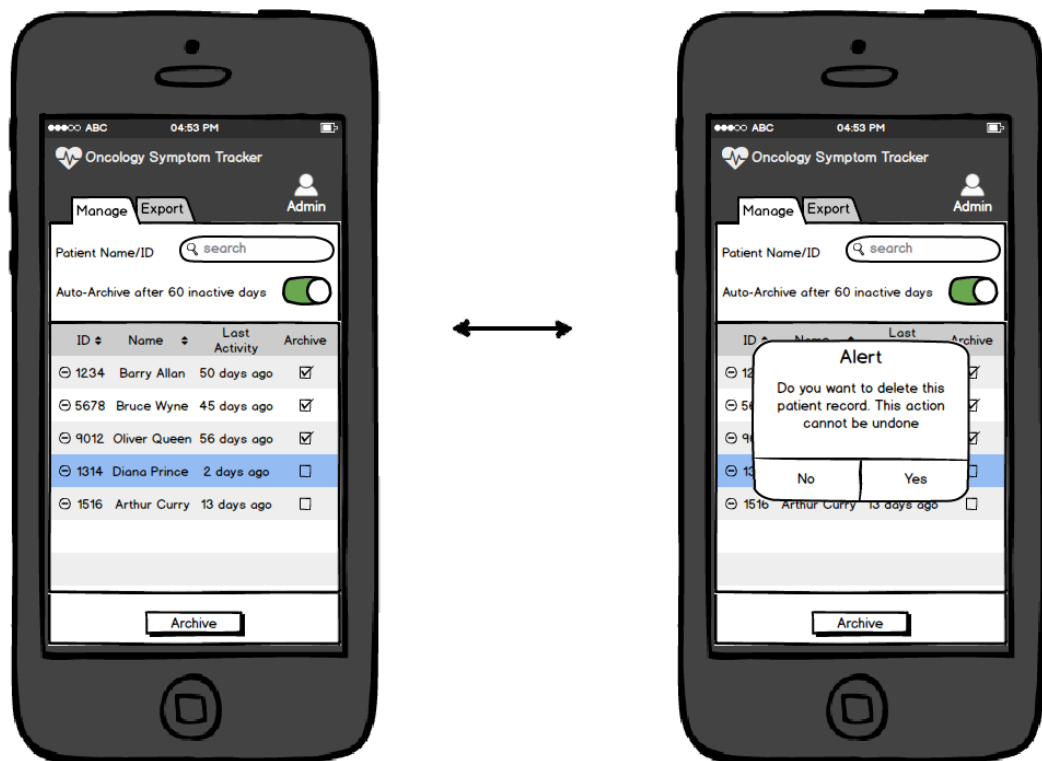 ABC 04:53 PM
Oncology Symptom Tracker
Admin
Manage Export
Patient Name/ID search
Auto-Archive after 60 inactive days
ID Name Last Activity Archive
1234 Barry Allan 50 days ago
5678 Bruce Wyne 45 days ago
9012 Oliver Queen 56 days ago
1314 Diana Prince 2 days ago
1516 Arthur Curry 13 days ago
Archive
ABC 04:53 PM
Oncology Symptom Tracker
Admin
Manage Export
Patient Name/ID search
Auto-Archive after 60 inactive days
ID Name Last Archive
Alert
Do you want to delete this
patient record. This action
cannot be undone
No Yes
1516 Arthur Curry 13 days ago
Archive